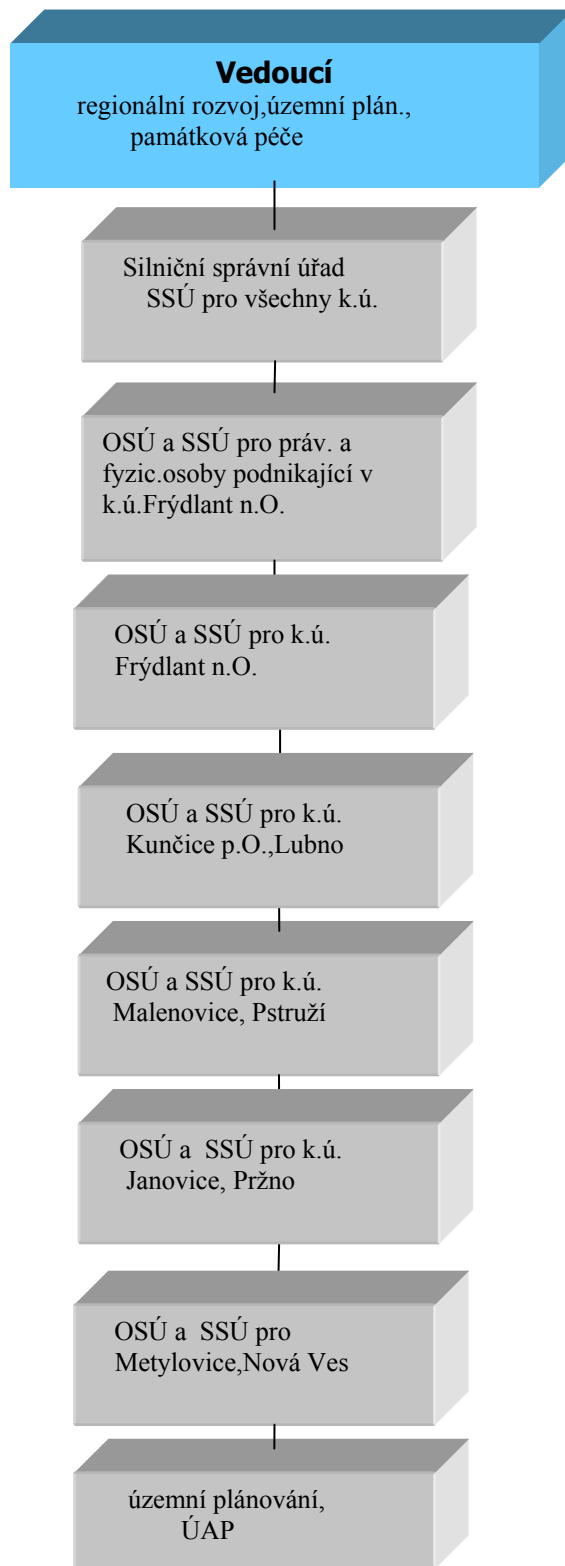 Vedoucí
regionální rozvoj,územní plán.,
památková péče
Silniční správní úřad
SSÚ pro všechny k.ú.
OSÚ a SSÚ pro práv. a
fyzic.osoby podnikající v
k.ú.Frýdlant n.O.
OSÚ a SSÚ pro k.ú.
Frýdlant n.O.
OSÚ a SSÚ pro k.ú.
Kunčice p.O.,Lubno
OSÚ a SSÚ pro k.ú.
Malenovice, Pstruží
OSÚ a  SSÚ pro k.ú.
Janovice, Pržno
OSÚ a  SSÚ pro
Metylovice,Nová Ves
územní plánování,
ÚAP